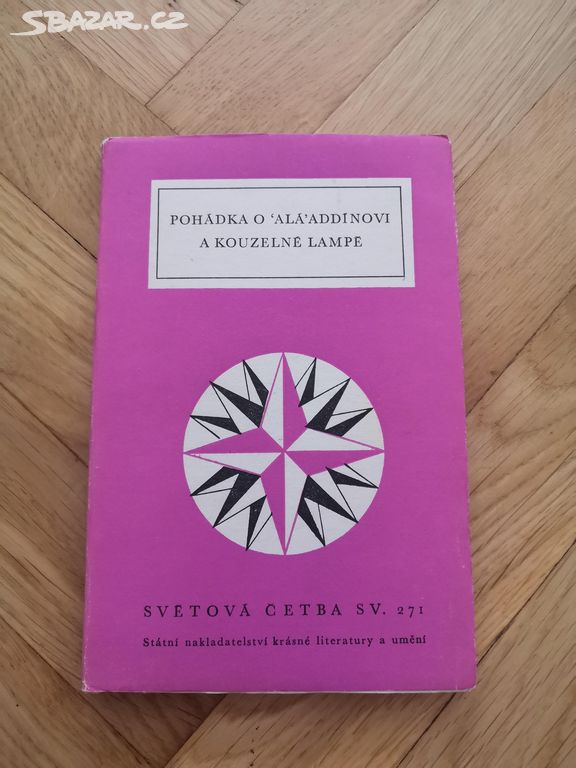 SBAZAR.CZ
POHÁDKA O ‘ALÁ’ADDÍNOVI
A KOUZELNÉ LAMPĚ
SVĚTOVÁ ČETBA SV. 271
Státní nakladatelství krásné literatury a umění